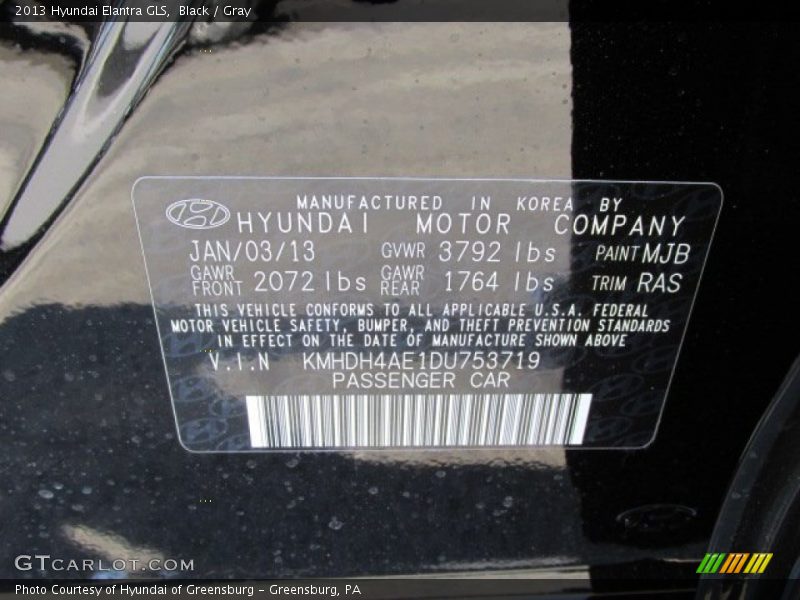 2013 Hyundai Elantra GLS, Black / Gray
MANUFACTURED IN KOREA BY
HYUNDAI MOTOR COMPANY
JAN/03/13 GVWR 3792 lbs PAINT MJB
GAWR FRONT 2072 lbs GAWR REAR 1764 lbs TRIM RAS
THIS VEHICLE CONFORMS TO ALL APPLICABLE U.S.A. FEDERAL
MOTOR VEHICLE SAFETY, BUMPER, AND THEFT PREVENTION STANDARDS
IN EFFECT ON THE DATE OF MANUFACTURE SHOWN ABOVE
V.I.N KMHDH4AE1DU753719
PASSENGER CAR
GTCARLOT.COM
Photo Courtesy of Hyundai of Greensburg - Greensburg, PA